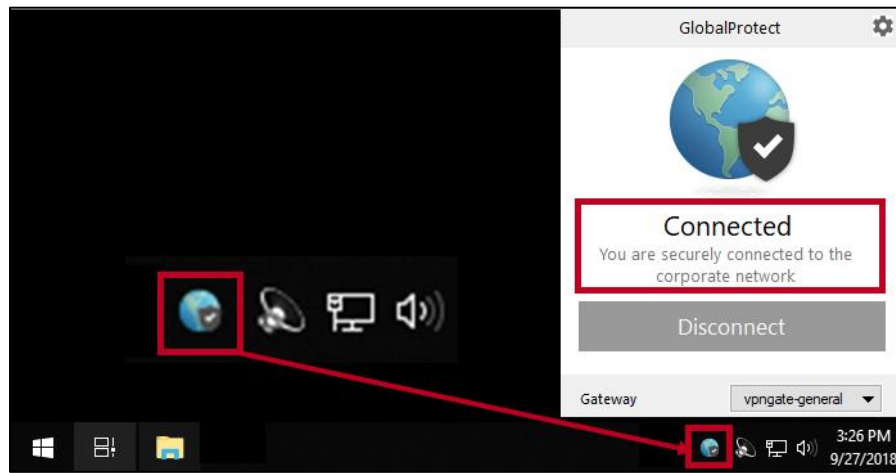 GlobalProtect
Connected
You are securely connected to the
corporate network
Disconnect
Gateway
vpngate-general
3:26 PM
9/27/2018